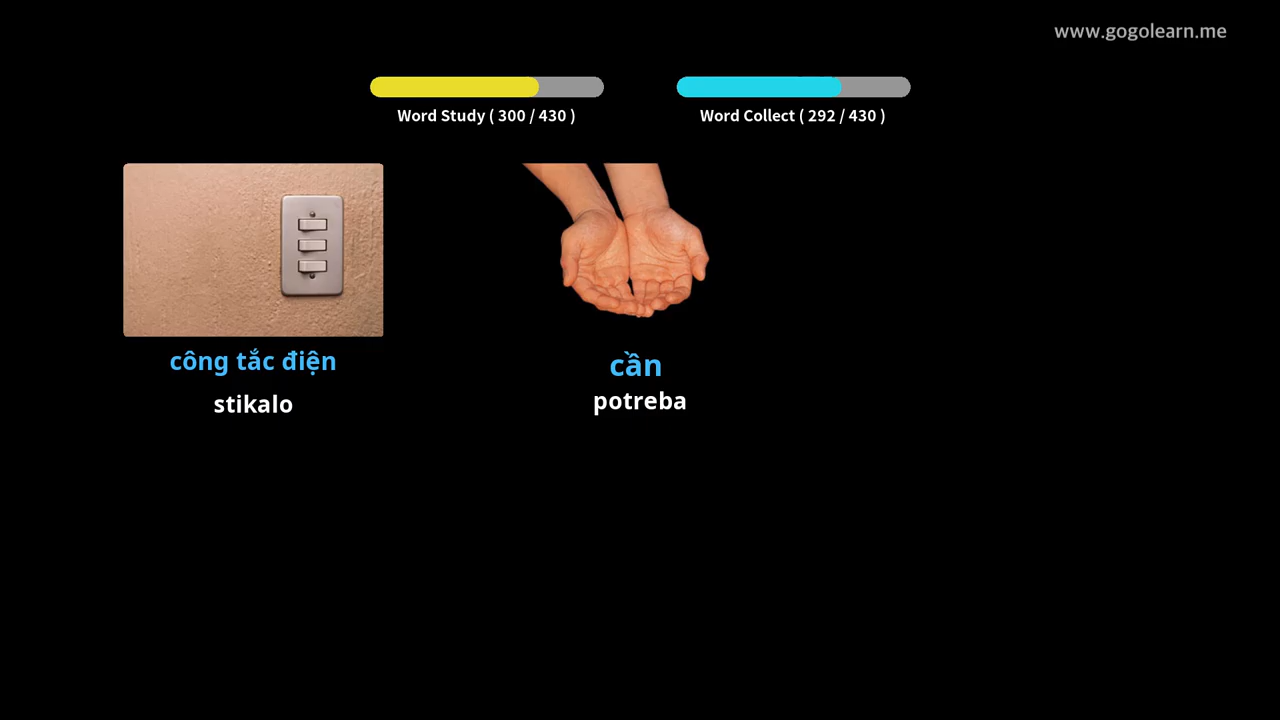 www.gogolearn.me
Word Study ( 300 / 430 )
Word Collect ( 292 / 430 )
công tắc điện
stikalo
cần
potreba